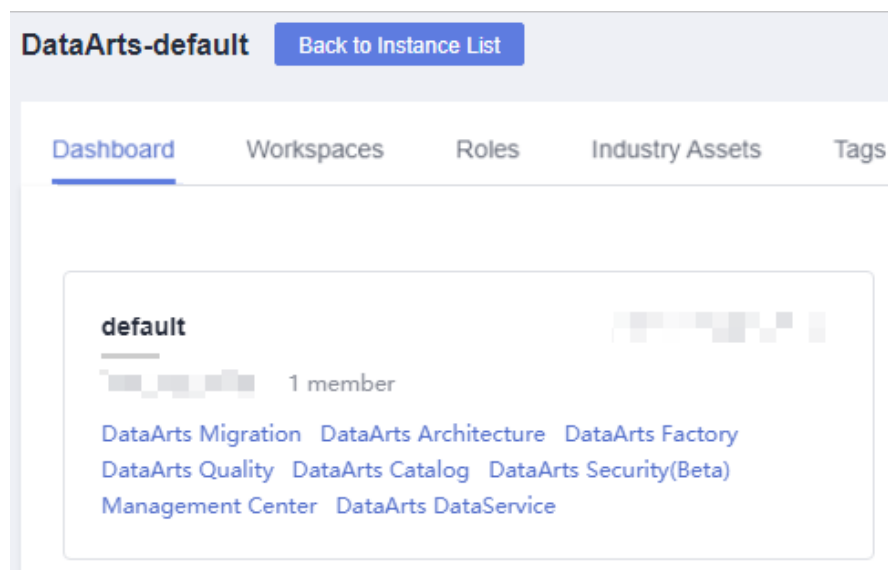 DataArts-default Back to Instance List
Dashboard Workspaces Roles Industry Assets Tags
default
1 member
DataArts Migration DataArts Architecture DataArts Factory
DataArts Quality DataArts Catalog DataArts Security(Beta)
Management Center DataArts DataService